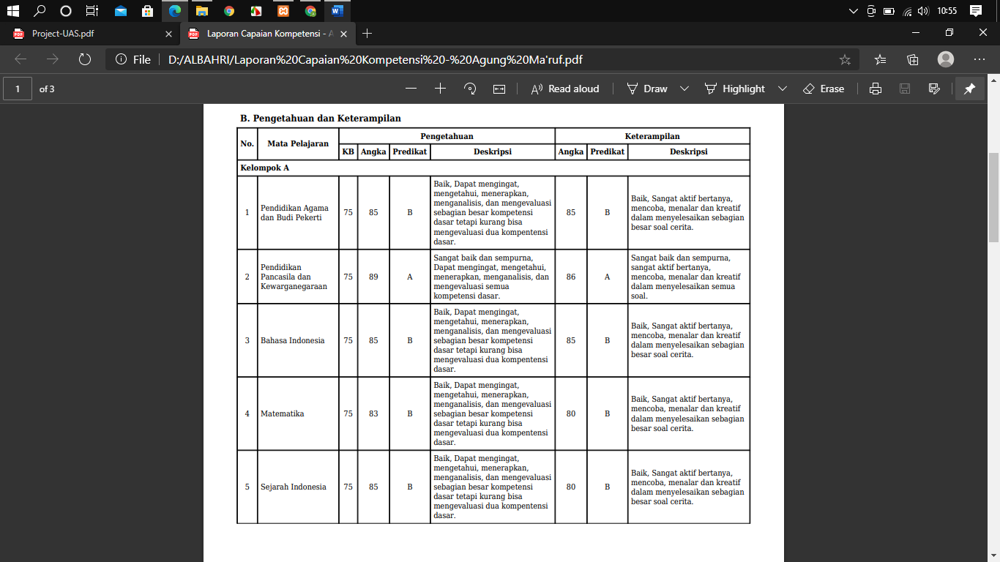 10:55
Project-UAS.pdf
Laporan Capaian Kompetensi - A
File
D:/ALBAHRI/Laporan%20Capaian%20Kompetensi%20-%20Agung%20Ma'ruf.pdf
1 of 3
Read aloud
Draw
Highlight
Erase
B. Pengetahuan dan Keterampilan
No. Mata Pelajaran Pengetahuan Keterampilan
KB Angka Predikat Deskripsi Angka Predikat Deskripsi
Kelompok A
1
Pendidikan Agama
dan Budi Pekerti
75
85
B
Baik, Dapat mengingat,
mengetahui, menerapkan,
menganalisis, dan mengevaluasi
sebagian besar kompetensi
dasar tetapi kurang bisa
mengevaluasi dua kompentensi
dasar.
85
B
Baik, Sangat aktif bertanya,
mencoba, menalar dan kreatif
dalam menyelesaikan sebagian
besar soal cerita.
2
Pendidikan
Pancasila dan
Kewarganegaraan
75
89
A
Sangat baik dan sempurna,
Dapat mengingat, mengetahui,
menerapkan, menganalisis, dan
mengevaluasi semua
kompetensi dasar.
86
A
Sangat baik dan sempurna,
sangat aktif bertanya,
mencoba, menalar dan kreatif
dalam menyelesaikan semua
soal.
3
Bahasa Indonesia
75
85
B
Baik, Dapat mengingat,
mengetahui, menerapkan,
menganalisis, dan mengevaluasi
sebagian besar kompetensi
dasar tetapi kurang bisa
mengevaluasi dua kompentensi
dasar.
85
B
Baik, Sangat aktif bertanya,
mencoba, menalar dan kreatif
dalam menyelesaikan sebagian
besar soal cerita.
4
Matematika
75
83
B
Baik, Dapat mengingat,
mengetahui, menerapkan,
menganalisis, dan mengevaluasi
sebagian besar kompetensi
dasar tetapi kurang bisa
mengevaluasi dua kompentensi
dasar.
80
B
Baik, Sangat aktif bertanya,
mencoba, menalar dan kreatif
dalam menyelesaikan sebagian
besar soal cerita.
5
Sejarah Indonesia
75
85
B
Baik, Dapat mengingat,
mengetahui, menerapkan,
menganalisis, dan mengevaluasi
sebagian besar kompetensi
dasar tetapi kurang bisa
mengevaluasi dua kompentensi
dasar.
80
B
Baik, Sangat aktif bertanya,
mencoba, menalar dan kreatif
dalam menyelesaikan sebagian
besar soal cerita.